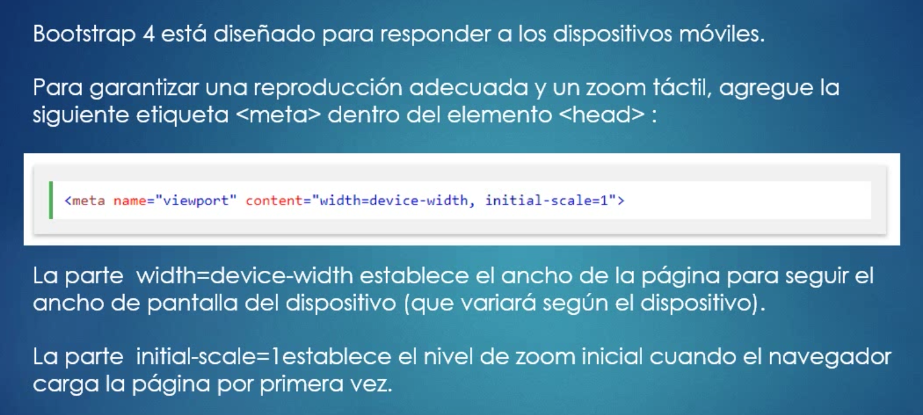 Bootstrap 4 está diseñado para responder a los dispositivos móviles.
Para garantizar una reproducción adecuada y un zoom táctil, agregue la
siguiente etiqueta <meta> dentro del elemento <head> :
<meta name="viewport" content="width=device-width, initial-scale=1">
La parte  width=device-width establece el ancho de la página para seguir el
ancho de pantalla del dispositivo (que variará según el dispositivo).
La parte  initial-scale=1establece el nivel de zoom inicial cuando el navegador
carga la página por primera vez.